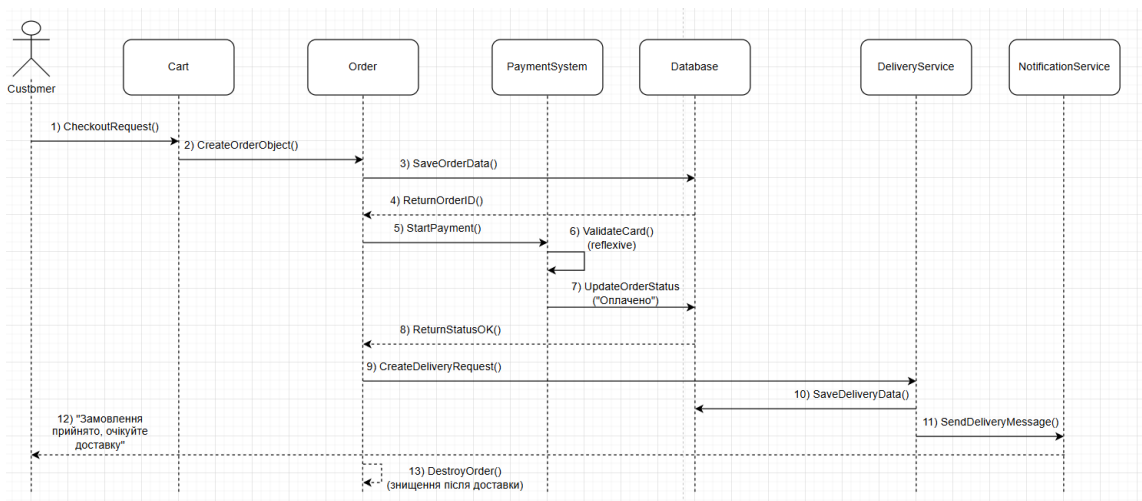 Customer
Cart
Order
PaymentSystem
Database
DeliveryService
NotificationService
1) CheckoutRequest()
2) CreateOrderObject()
3) SaveOrderData()
4) ReturnOrderID()
5) StartPayment()
6) ValidateCard()
(reflexive)
7) UpdateOrderStatus
("Оплачено")
8) ReturnStatusOK()
9) CreateDeliveryRequest()
10) SaveDeliveryData()
11) SendDeliveryMessage()
12) "Замовлення
прийнято, очікуйте
доставку"
13) DestroyOrder()
(знищення після доставки)